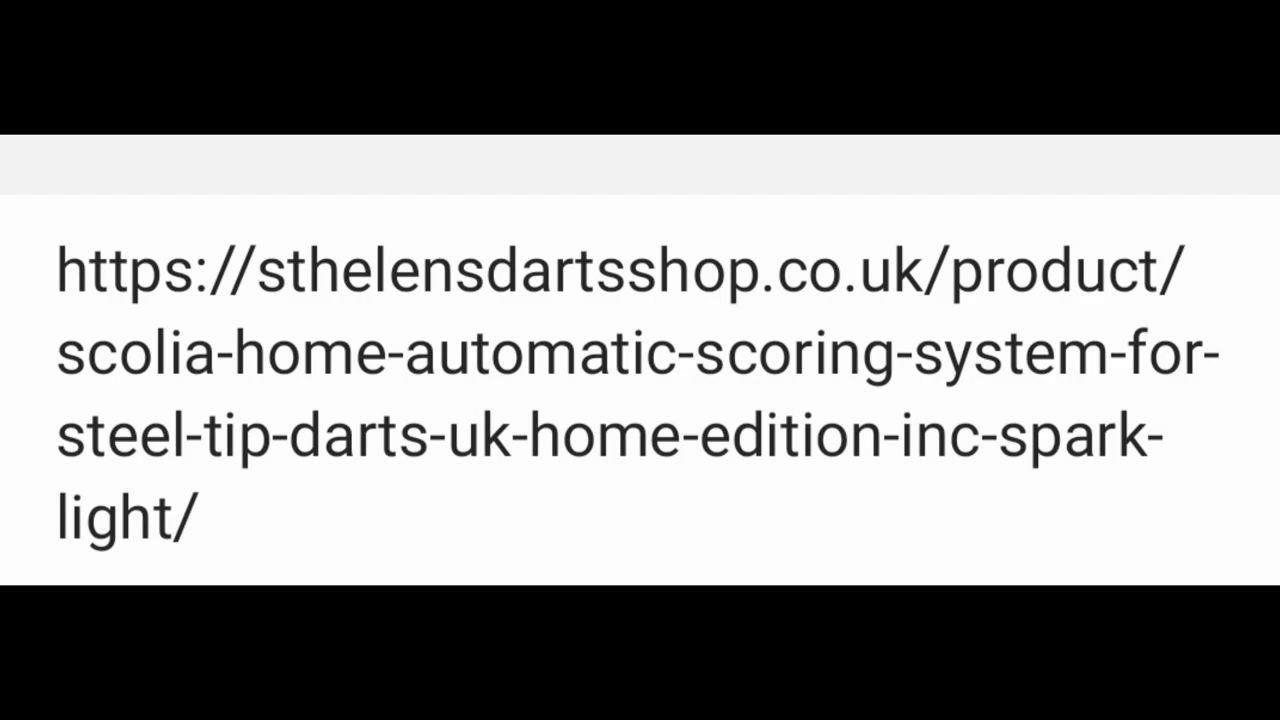 https://sthelensdartsshop.co.uk/product/
scolia-home-automatic-scoring-system-for-
steel-tip-darts-uk-home-edition-inc-spark-
light/